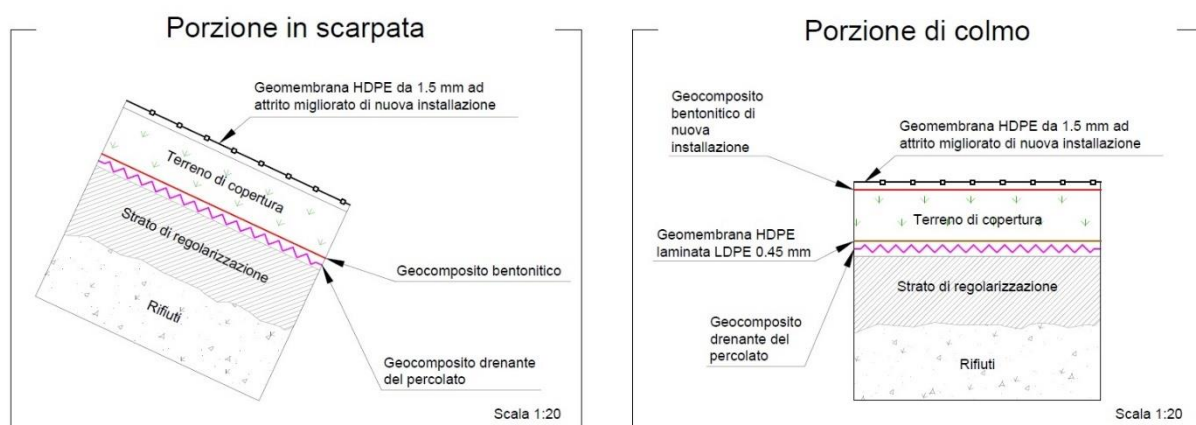 Porzione in scarpata
Geomembrana HDPE da 1.5 mm ad
attrito migliorato di nuova installazione
Terreno di copertura
Strato di regolarizzazione
Rifiuti
Geocomposito bentonitico
Geocomposito drenante
del percolato
Scala 1:20
Porzione di colmo
Geocomposito
bentonitico di
nuova
installazione
Geomembrana HDPE da 1.5 mm ad
attrito migliorato di nuova installazione
Terreno di copertura
Geomembrana HDPE
laminata LDPE 0.45 mm
Strato di regolarizzazione
Geocomposito
drenante del
percolato
Rifiuti
Scala 1:20